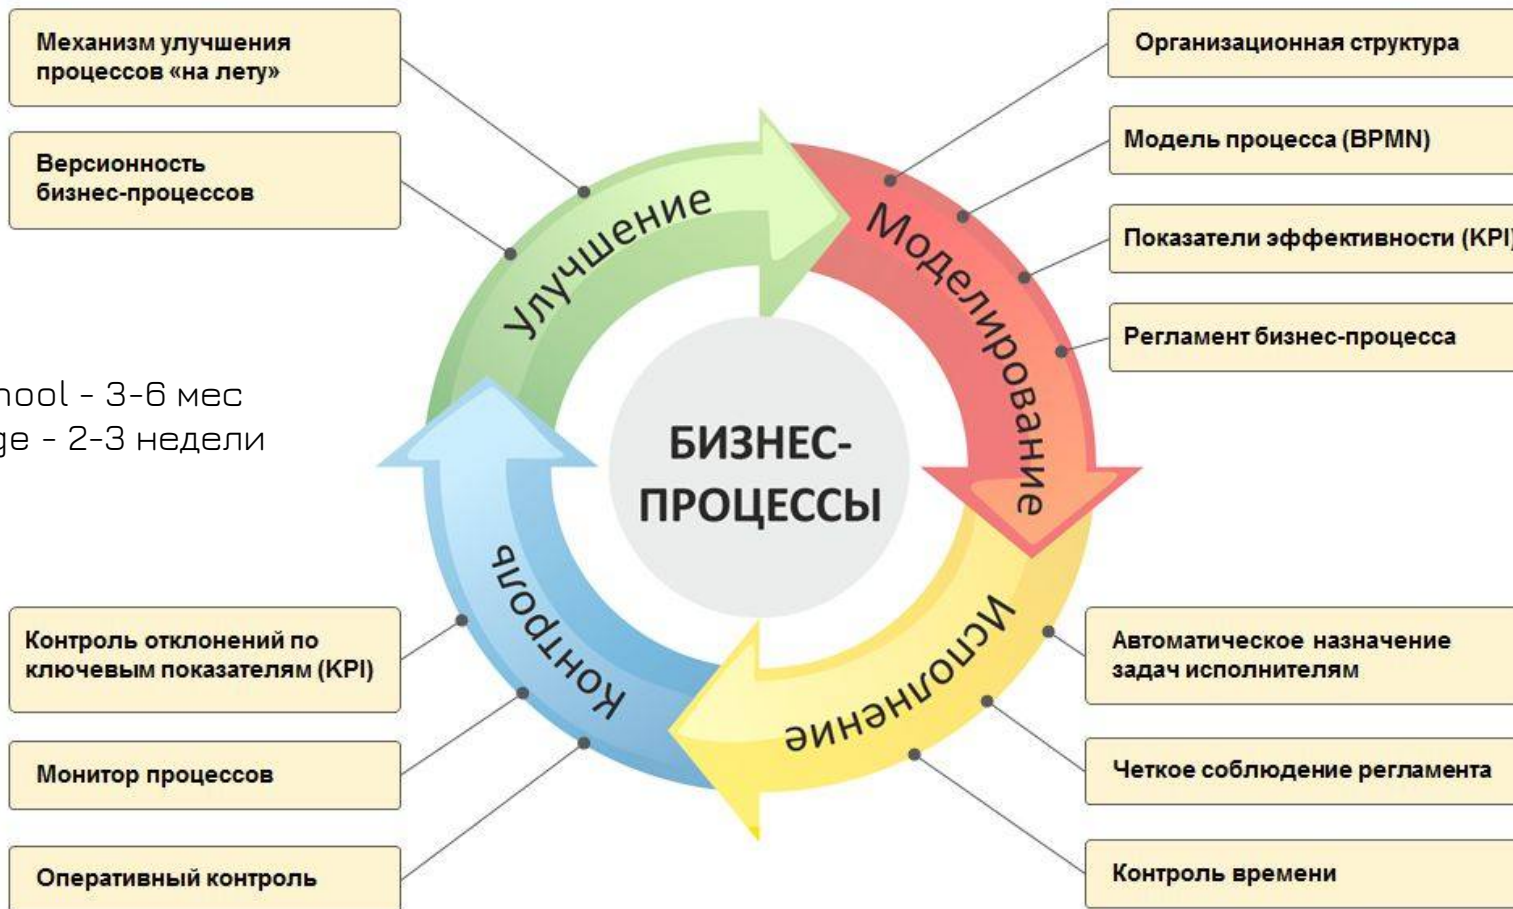 Механизм улучшения
процессов «на лету»
Версионность
бизнес-процессов
Организационная структура
Модель процесса (BPMN)
Показатели эффективности (KPI)
Регламент бизнес-процесса
Улучшение
Моделирование
- 3-6 мес
- 2-3 недели
БИЗНЕС-
ПРОЦЕССЫ
Контроль
Исполнение
Контроль отклонений по
ключевым показателям (KPI)
Монитор процессов
Оперативный контроль
Автоматическое назначение
задач исполнителям
Четкое соблюдение регламента
Контроль времени